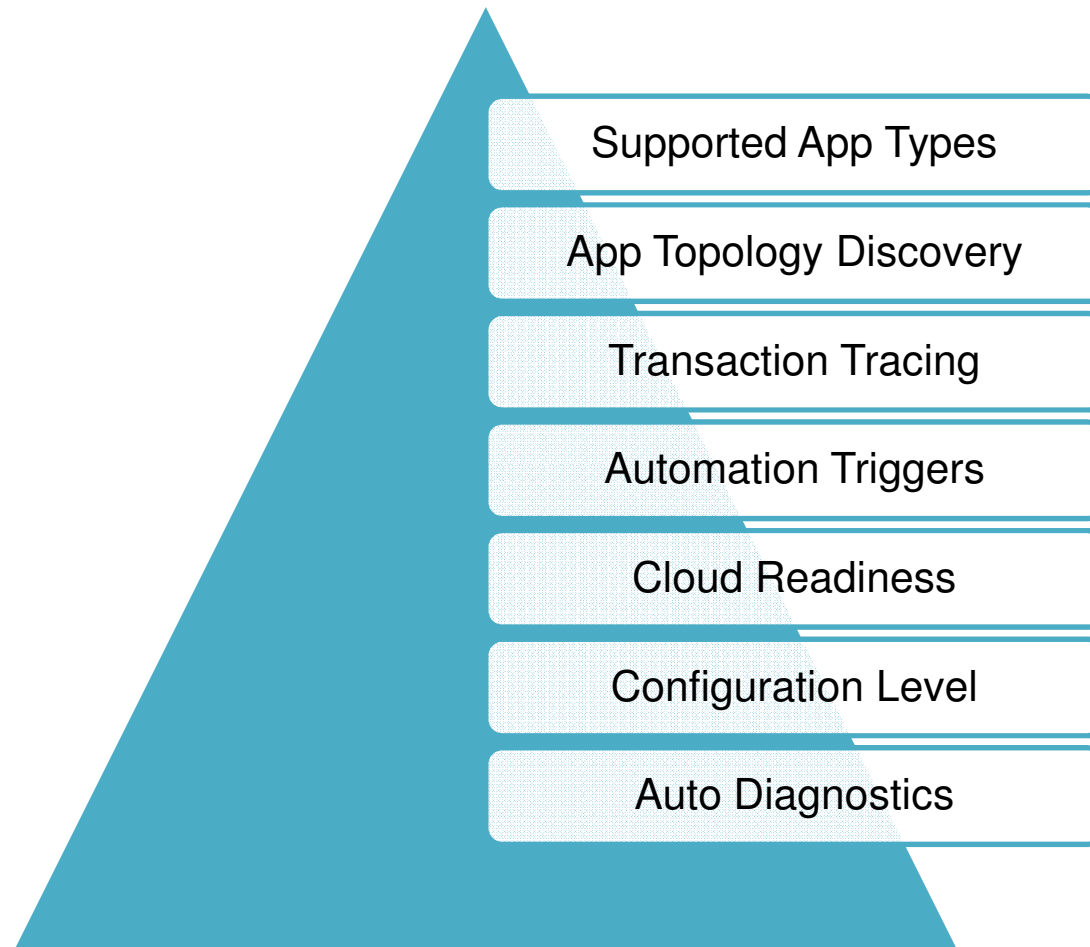 Supported App Types
App Topology Discovery
Transaction Tracing
Automation Triggers
Cloud Readiness
Configuration Level
Auto Diagnostics